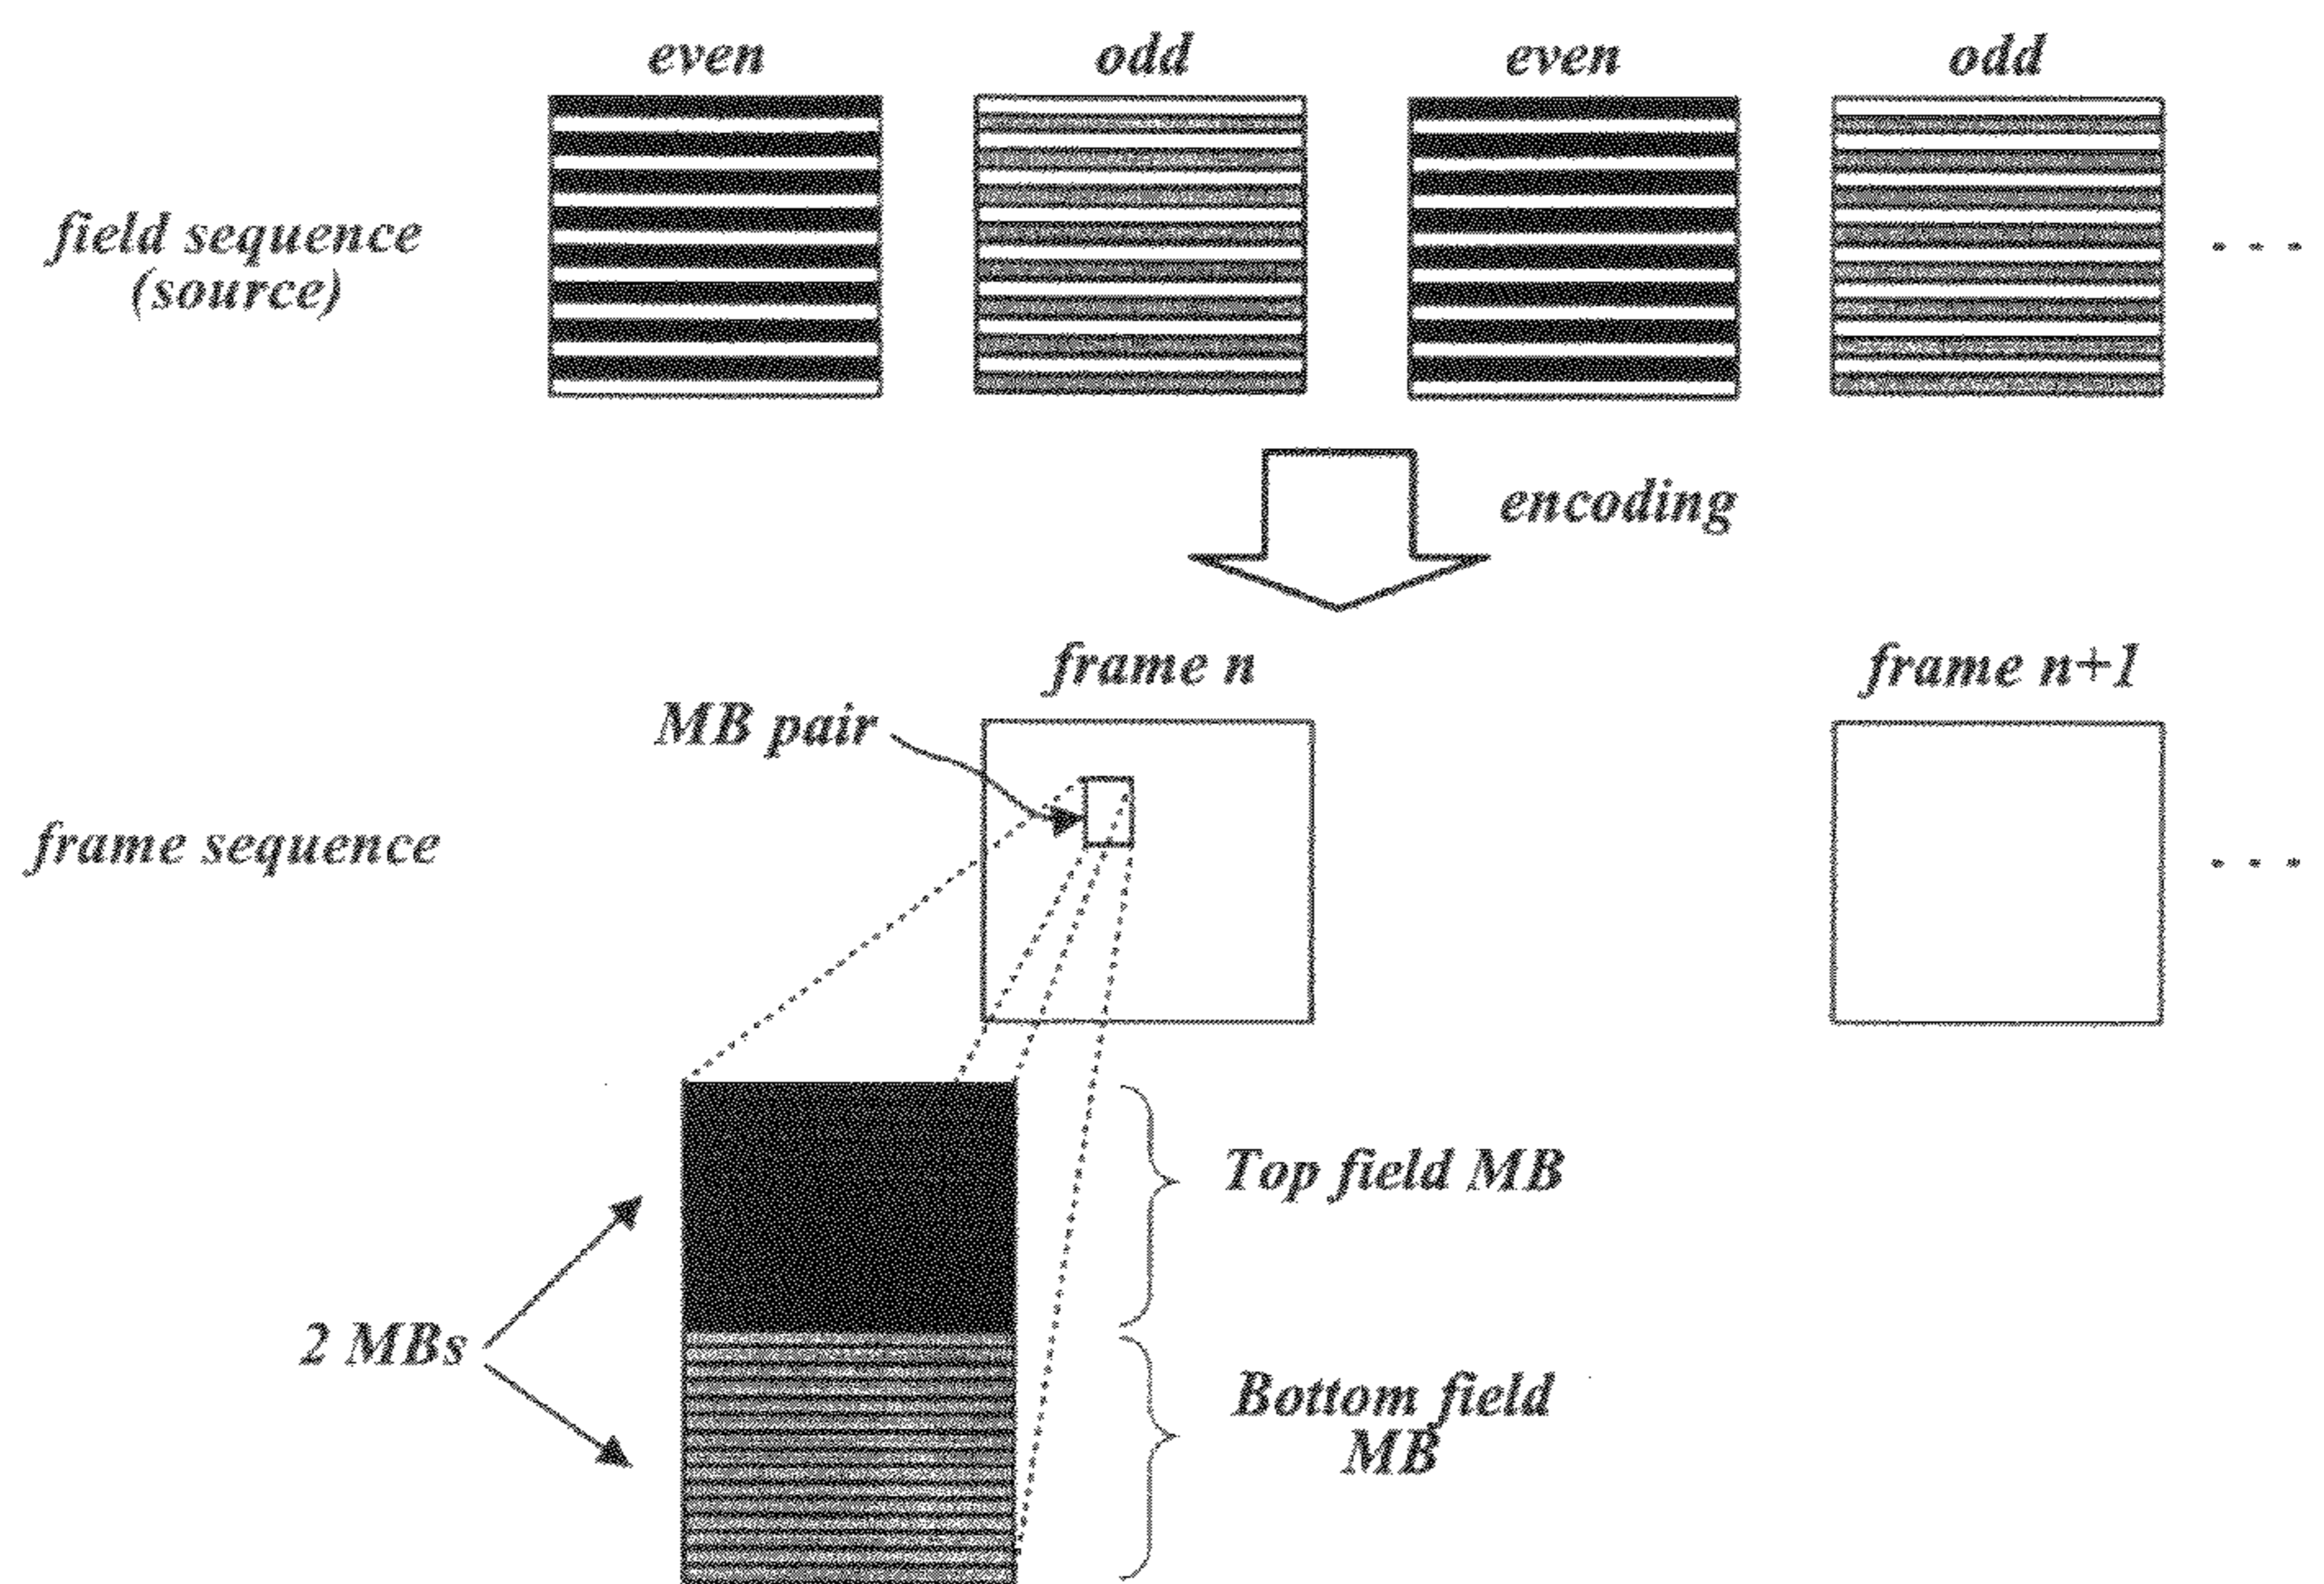 even odd even odd
field sequence
(source)
. . .
encoding
frame n frame n+1
MB pair
frame sequence
. . .
Top field MB
2 MBs
Bottom field
MB